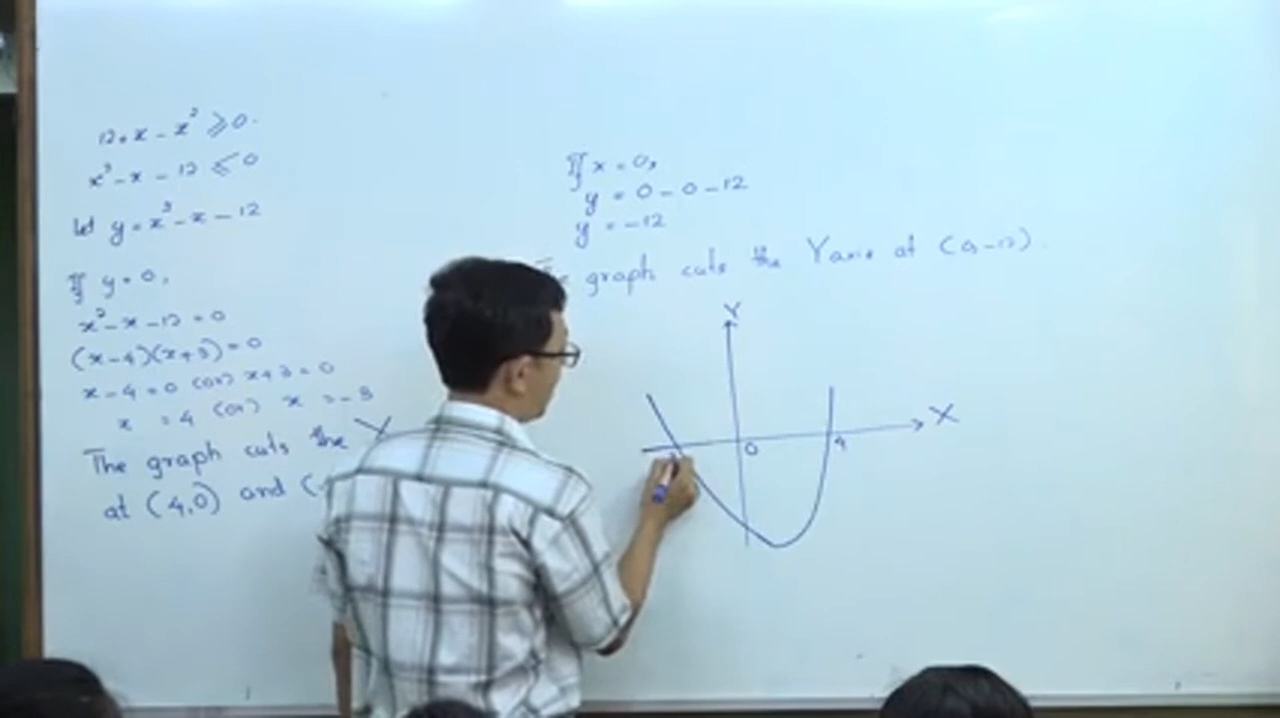 12+x-x² ≥ 0.
x²-x-12 ≤ 0
let y = x²-x-12
If y = 0,
x²-x-12 = 0
(x-4)(x+3) = 0
x-4 = 0 (or) x+3 = 0
x = 4 (or) x = -3
The graph cuts the X
at (4,0) and (
If x = 0,
y = 0-0-12
y = -12
graph cuts the Y axis at (0,-12).
Y
X
0
4